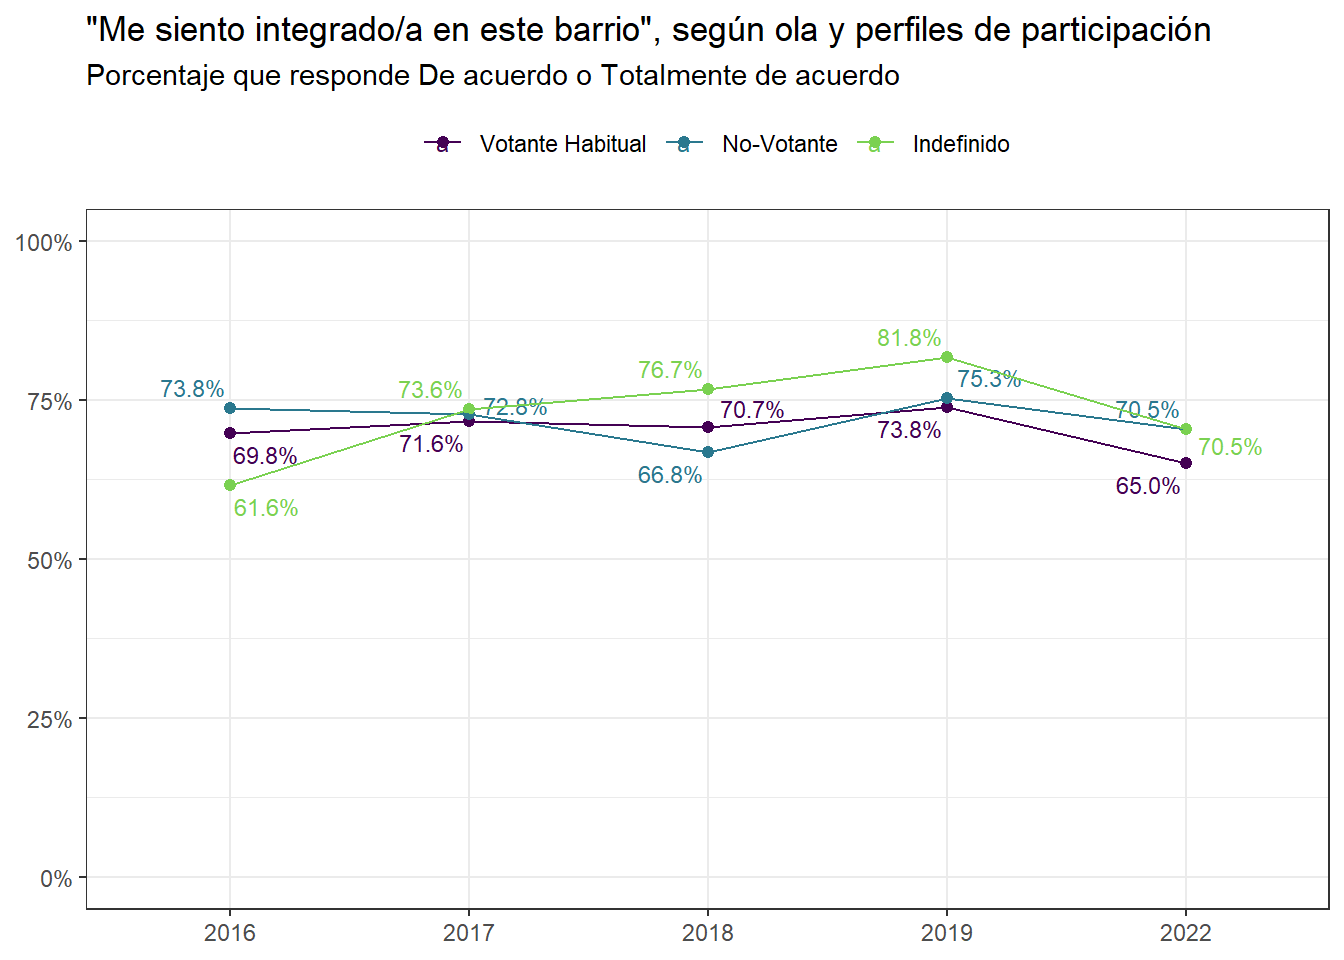 "Me siento integrado/a en este barrio", según ola y perfiles de participación
Porcentaje que responde De acuerdo o Totalmente de acuerdo
a Votante Habitual a No-Votante a Indefinido
100%
81.8%
76.7%
75.3%
73.8% 73.6% 72.8% 70.7% 70.5%
75%
69.8% 71.6% 66.8% 73.8% 65.0% 70.5%
61.6%
50%
25%
0%
2016 2017 2018 2019 2022